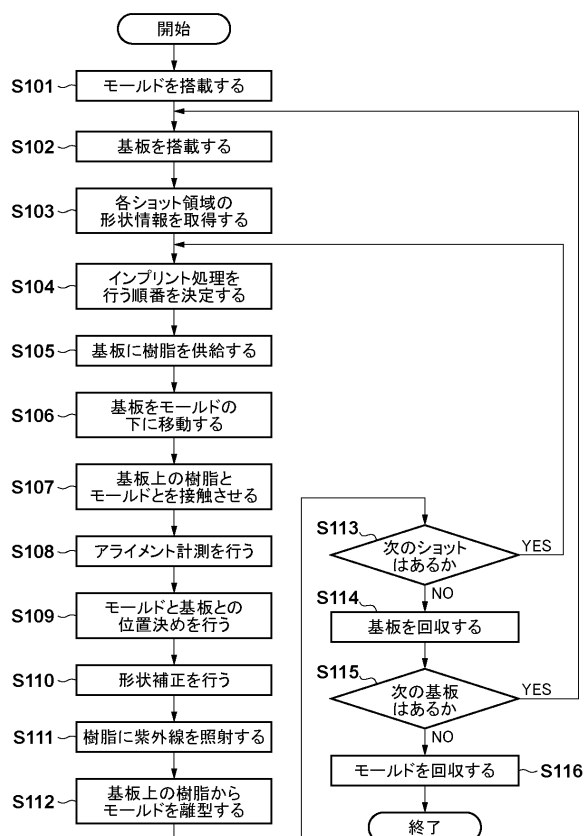 開始
S101
モールドを搭載する
S102
基板を搭載する
S103
各ショット領域の
形状情報を取得する
S104
インプリント処理を
行う順番を決定する
S105
基板に樹脂を供給する
S106
基板をモールドの
下に移動する
S107
基板上の樹脂と
モールドとを接触させる
S108
アライメント計測を行う
S109
モールドと基板との
位置決めを行う
S110
形状補正を行う
S111
樹脂に紫外線を照射する
S112
基板上の樹脂から
モールドを離型する
S113
次のショット
はあるか
YES
NO
S114
基板を回収する
S115
次の基板
はあるか
YES
NO
モールドを回収する
S116
終了